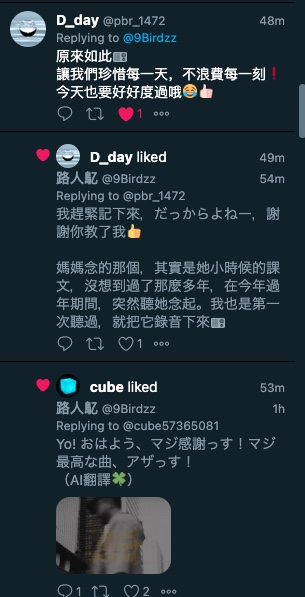 D_day @pbr_1472 48m
Replying to @9Birdzz
原來如此
讓我們珍惜每一天，不浪費每一刻❗
今天也要好好度過哦😂👍
1
D_day liked 49m
@9Birdzz 54m
Replying to @pbr_1472
我趕緊記下來，だっからよねー，謝
謝你教了我👍
媽媽念的那個，其實是她小時候的課
文，沒想到過了那麼多年，在今年過
年期間，突然聽她念起。我也是第一
次聽過，就把它錄音下來
1
cube liked 53m
@9Birdzz 1h
Replying to @cube57365081
Yo! おはよう、マジ感謝っす！マジ
最高な曲、アザっす！
（AI翻譯🍀）
1 2